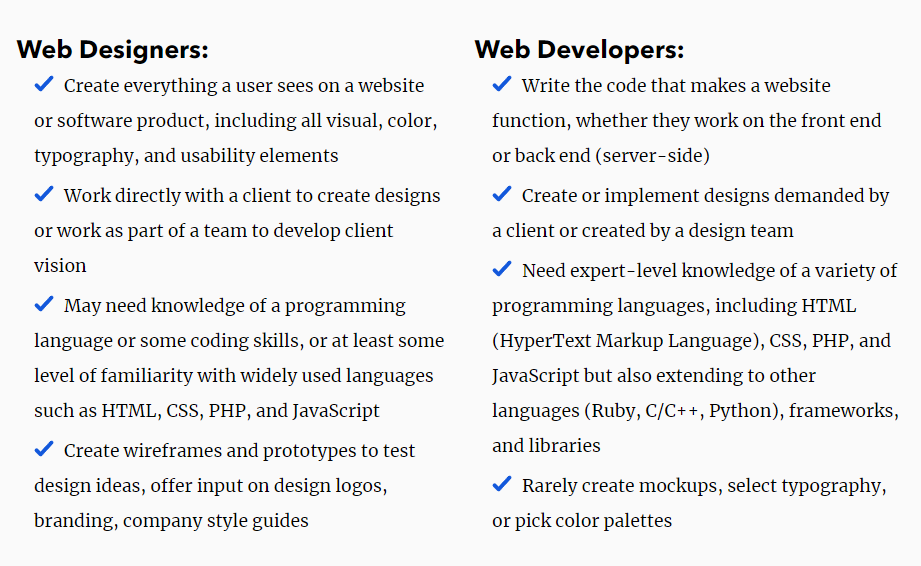 Web Designers:
Create everything a user sees on a website
or software product, including all visual, color,
typography, and usability elements
Work directly with a client to create designs
or work as part of a team to develop client
vision
May need knowledge of a programming
language or some coding skills, or at least some
level of familiarity with widely used languages
such as HTML, CSS, PHP, and JavaScript
Create wireframes and prototypes to test
design ideas, offer input on design logos,
branding, company style guides
Web Developers:
Write the code that makes a website
function, whether they work on the front end
or back end (server-side)
Create or implement designs demanded by
a client or created by a design team
Need expert-level knowledge of a variety of
programming languages, including HTML
(HyperText Markup Language), CSS, PHP, and
JavaScript but also extending to other
languages (Ruby, C/C++, Python), frameworks,
and libraries
Rarely create mockups, select typography,
or pick color palettes